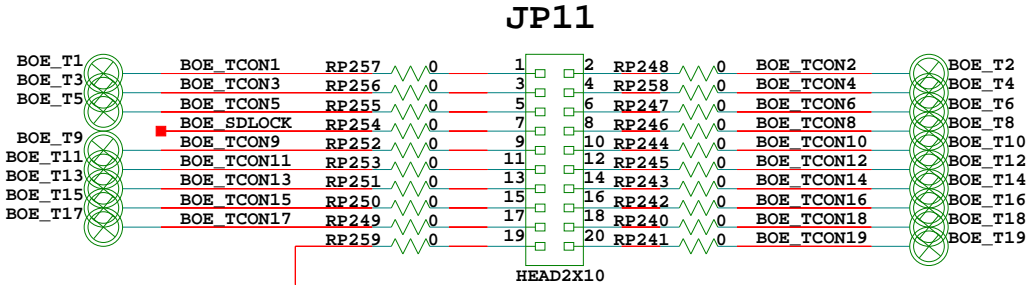 JP11
BOE_T1 BOE_TCON1 RP257 0 1 2 RP248 0 BOE_TCON2 BOE_T2
BOE_T3 BOE_TCON3 RP256 0 3 4 RP258 0 BOE_TCON4 BOE_T4
BOE_T5 BOE_TCON5 RP255 0 5 6 RP247 0 BOE_TCON6 BOE_T6
BOE_SDLOCK RP254 0 7 8 RP246 0 BOE_TCON8 BOE_T8
BOE_T9 BOE_TCON9 RP252 0 9 10 RP244 0 BOE_TCON10 BOE_T10
BOE_T11 BOE_TCON11 RP253 0 11 12 RP245 0 BOE_TCON12 BOE_T12
BOE_T13 BOE_TCON13 RP251 0 13 14 RP243 0 BOE_TCON14 BOE_T14
BOE_T15 BOE_TCON15 RP250 0 15 16 RP242 0 BOE_TCON16 BOE_T16
BOE_T17 BOE_TCON17 RP249 0 17 18 RP240 0 BOE_TCON18 BOE_T18
RP259 0 19 20 RP241 0 BOE_TCON19 BOE_T19
HEAD2X10